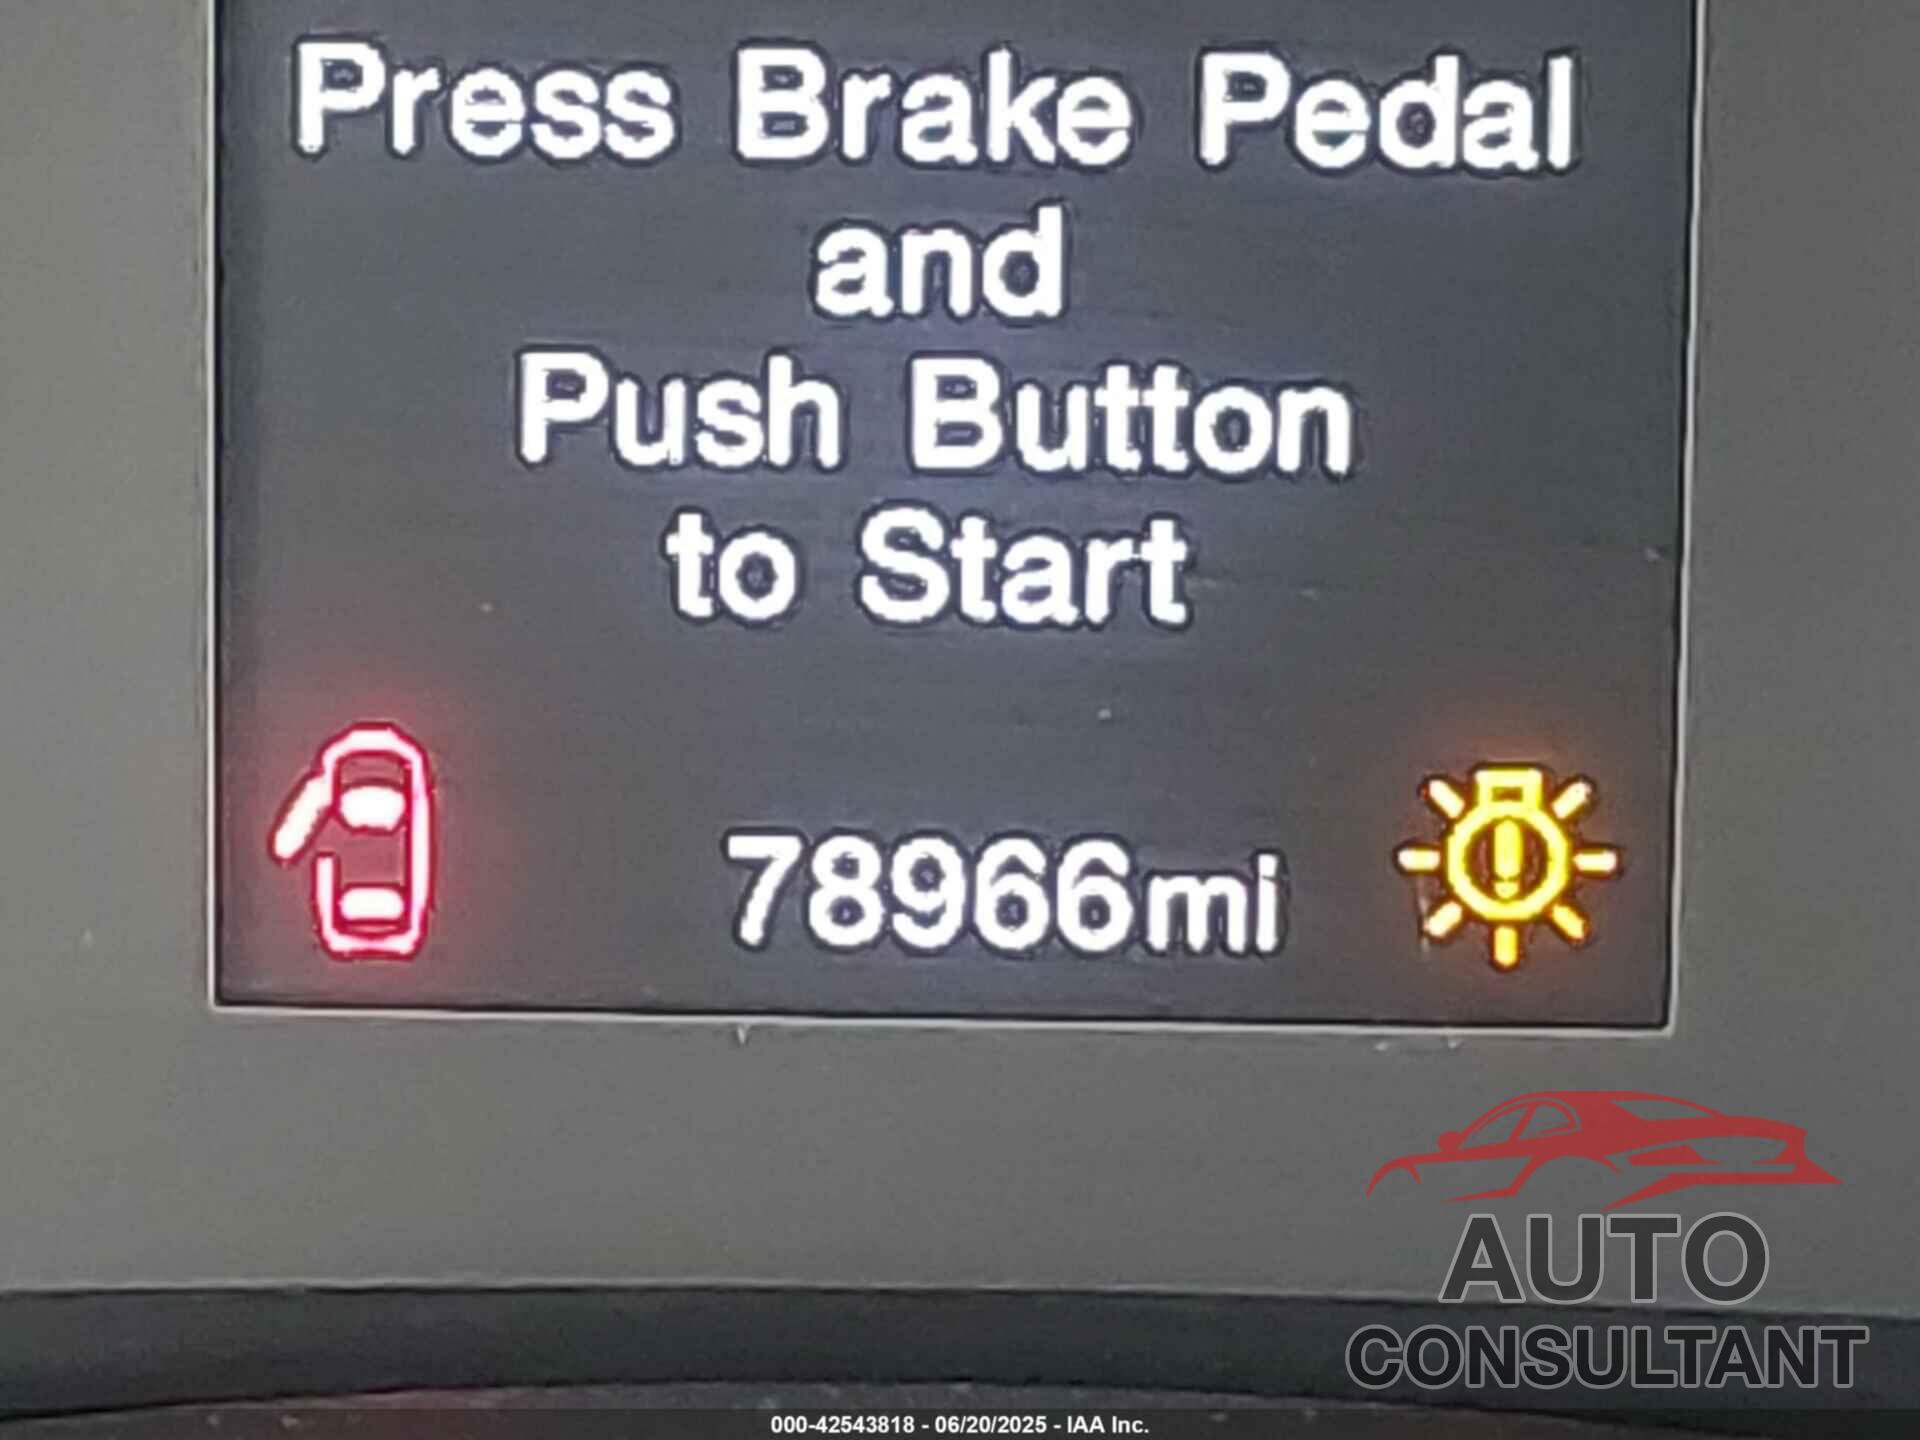 Press Brake Pedal
and
Push Button
to Start
78966mi
AUTO
CONSULTANT
000-42543818 - 06/20/2025 - IAA Inc.